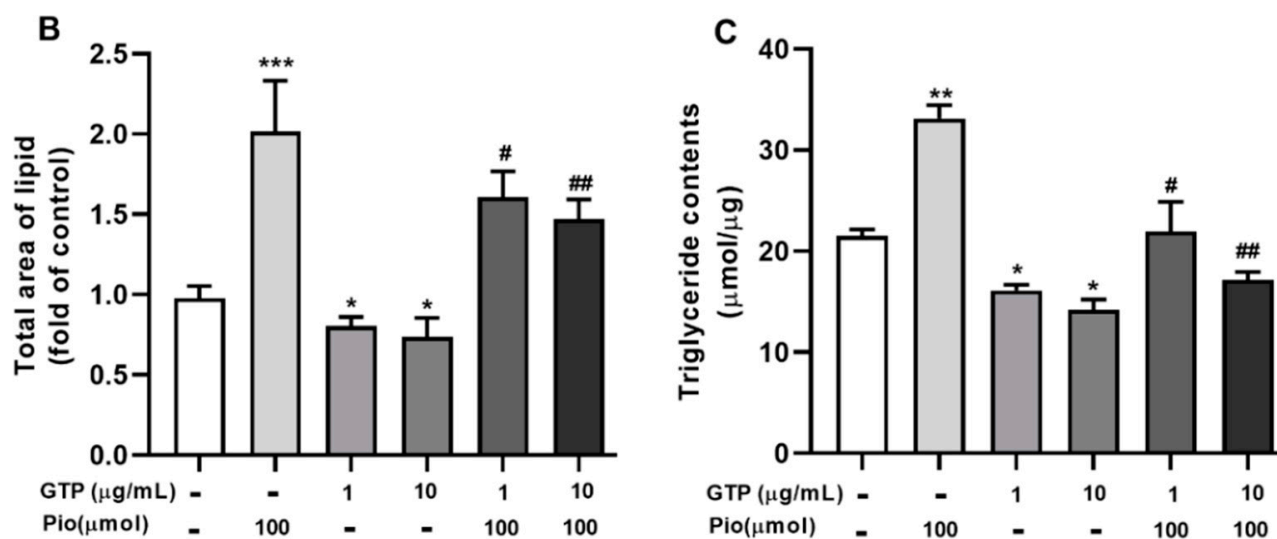 B
Total area of lipid
(fold of control)
2.5
2.0
1.5
1.0
0.5
0.0
***
*
*
#
##
GTP (μg/mL) - - 1 10 1 10
Pio(μmol) - 100 - - 100 100
C
Triglyceride contents
(μmol/μg)
40
30
20
10
0
**
*
*
#
##
GTP (μg/mL) - - 1 10 1 10
Pio(μmol) - 100 - - 100 100